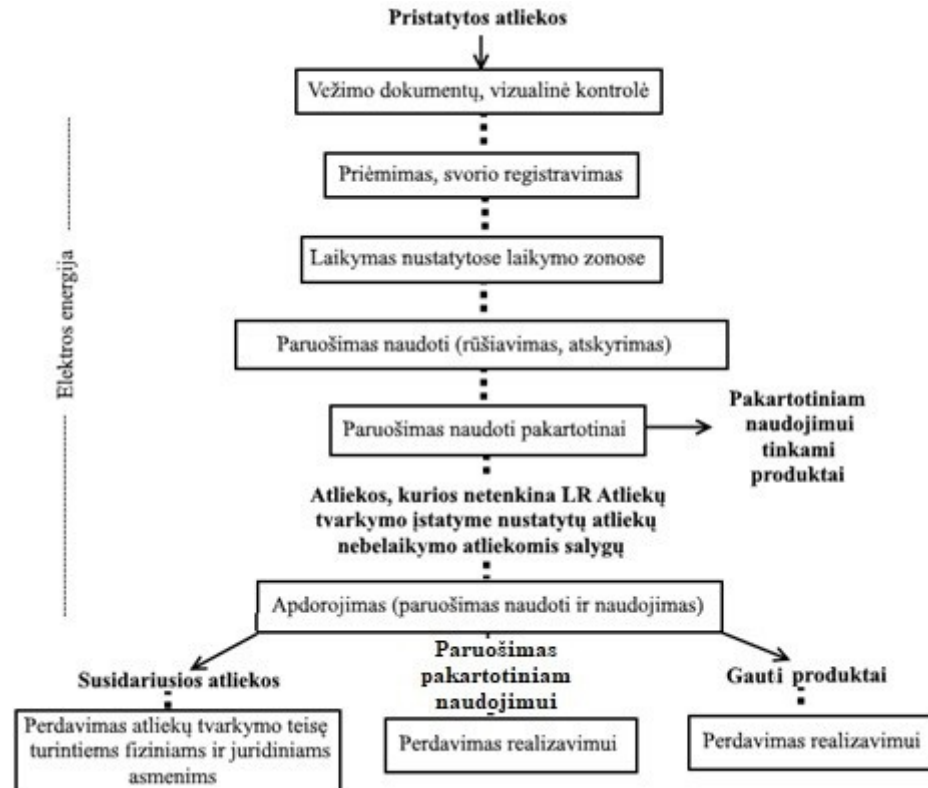 Pristatytos atliekos
Vežimo dokumentų, vizualinė kontrolė
Priėmimas, svorio registravimas
Laikymas nustatytose laikymo zonose
Paruošimas naudoti (rūšiavimas, atskyrimas)
Elektros energija
Paruošimas naudoti pakartotinai
Pakartotiniam
naudojimui
tinkami
produktai
Atliekos, kurios netenkina LR Atliekų
tvarkymo įstatyme nustatytų atliekų
nebelaikymo atliekomis salygų
Apdorojimas (paruošimas naudoti ir naudojimas)
Susidariusios atliekos
Paruošimas
pakartotiniam
naudojimui
Gauti produktai
Perdavimas atliekų tvarkymo teisę
turintiems fiziniams ir juridiniams
asmenims
Perdavimas realizavimui
Perdavimas realizavimui